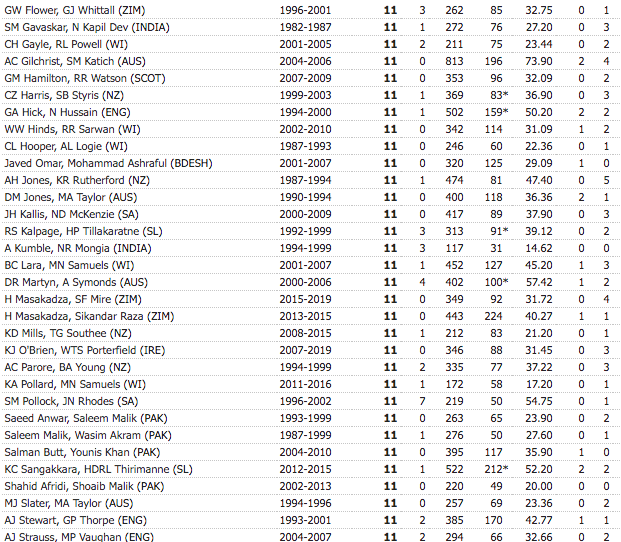 GW Flower, GJ Whittall (ZIM) 1996-2001 11 3 262 85 32.75 0 1
SM Gavaskar, N Kapil Dev (INDIA) 1982-1987 11 1 272 76 27.20 0 3
CH Gayle, RL Powell (WI) 2001-2005 11 2 211 75 23.44 0 2
AC Gilchrist, SM Katich (AUS) 2004-2006 11 0 813 196 73.90 2 4
GM Hamilton, RR Watson (SCOT) 2007-2009 11 0 353 96 32.09 0 2
CZ Harris, SB Styris (NZ) 1999-2003 11 1 369 83* 36.90 0 3
GA Hick, N Hussain (ENG) 1994-2000 11 1 502 159* 50.20 2 2
WW Hinds, RR Sarwan (WI) 2002-2010 11 0 342 114 31.09 1 2
CL Hooper, AL Logie (WI) 1987-1993 11 0 246 60 22.36 0 1
Javed Omar, Mohammad Ashraful (BDESH) 2001-2007 11 0 320 125 29.09 1 0
AH Jones, KR Rutherford (NZ) 1987-1994 11 1 474 81 47.40 0 5
DM Jones, MA Taylor (AUS) 1990-1994 11 0 400 118 36.36 2 1
JH Kallis, ND McKenzie (SA) 2000-2009 11 0 417 89 37.90 0 3
RS Kalpage, HP Tillakaratne (SL) 1992-1999 11 3 313 91* 39.12 0 2
A Kumble, NR Mongia (INDIA) 1994-1999 11 3 117 31 14.62 0 0
BC Lara, MN Samuels (WI) 2001-2007 11 1 452 127 45.20 1 3
DR Martyn, A Symonds (AUS) 2000-2006 11 4 402 100* 57.42 1 2
H Masakadza, SF Mire (ZIM) 2015-2019 11 0 349 92 31.72 0 4
H Masakadza, Sikandar Raza (ZIM) 2013-2015 11 0 443 224 40.27 1 1
KD Mills, TG Southee (NZ) 2008-2015 11 1 212 83 21.20 0 1
KJ O'Brien, WTS Porterfield (IRE) 2007-2019 11 0 346 88 31.45 0 3
AC Parore, BA Young (NZ) 1994-1999 11 2 335 77 37.22 0 3
KA Pollard, MN Samuels (WI) 2011-2016 11 1 172 58 17.20 0 1
SM Pollock, JN Rhodes (SA) 1996-2002 11 7 219 50 54.75 0 1
Saeed Anwar, Saleem Malik (PAK) 1993-1999 11 0 263 65 23.90 0 2
Saleem Malik, Wasim Akram (PAK) 1987-1999 11 1 276 50 27.60 0 1
Salman Butt, Younis Khan (PAK) 2004-2010 11 0 395 117 35.90 1 0
KC Sangakkara, HDRL Thirimanne (SL) 2012-2015 11 1 522 212* 52.20 2 2
Shahid Afridi, Shoaib Malik (PAK) 2002-2013 11 0 220 49 20.00 0 0
MJ Slater, MA Taylor (AUS) 1994-1996 11 0 257 69 23.36 0 2
AJ Stewart, GP Thorpe (ENG) 1993-2001 11 2 385 170 42.77 1 1
AJ Strauss, MP Vaughan (ENG) 2004-2007 11 2 294 66 32.66 0 2